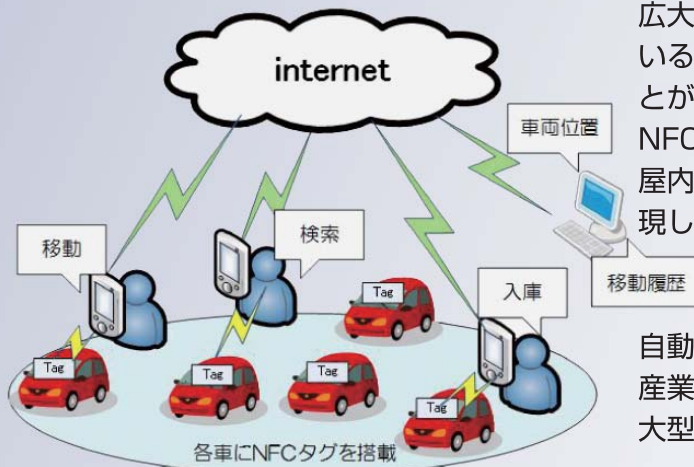 internet
車両位置
移動
検索
入庫
移動履歴
Tag
Tag
Tag
Tag
Tag
各車にNFCタグを搭載
広大
いる
とが
NFC
屋内
現し
自動
産業
大型